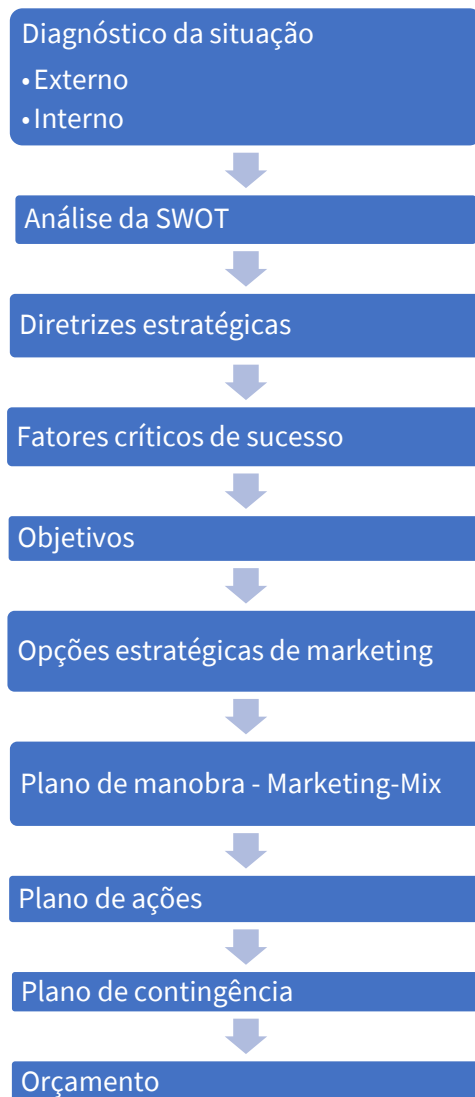 Diagnóstico da situação
•Externo
•Interno
Análise da SWOT
Diretrizes estratégicas
Fatores críticos de sucesso
Objetivos
Opções estratégicas de marketing
Plano de manobra - Marketing-Mix
Plano de ações
Plano de contingência
Orçamento